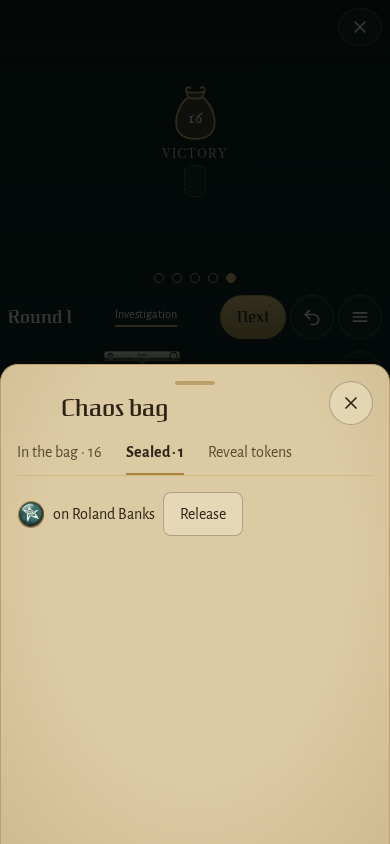 16
VICTORY
Round 1
Investigation
Next
Chaos bag
In the bag · 16
Sealed · 1
Reveal tokens
on Roland Banks
Release